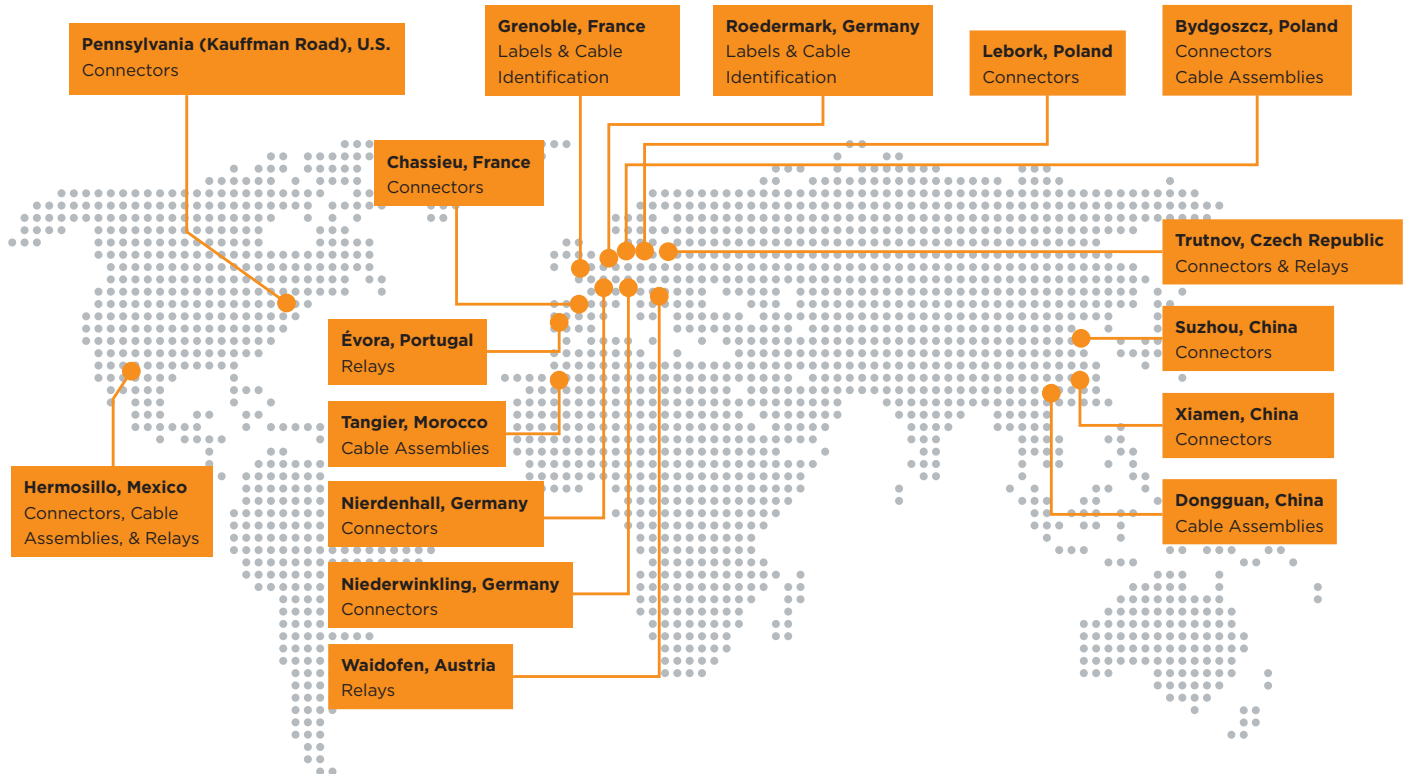 Pennsylvania (Kauffman Road), U.S.
Connectors
Grenoble, France
Labels & Cable
Identification
Roedermark, Germany
Labels & Cable
Identification
Lebork, Poland
Connectors
Bydgoszcz, Poland
Connectors
Cable Assemblies
Chassieu, France
Connectors
Trutnov, Czech Republic
Connectors & Relays
Évora, Portugal
Relays
Suzhou, China
Connectors
Tangier, Morocco
Cable Assemblies
Xiamen, China
Connectors
Hermosillo, Mexico
Connectors, Cable
Assemblies, & Relays
Nierdenhall, Germany
Connectors
Dongguan, China
Cable Assemblies
Niederwinkling, Germany
Connectors
Waidofen, Austria
Relays